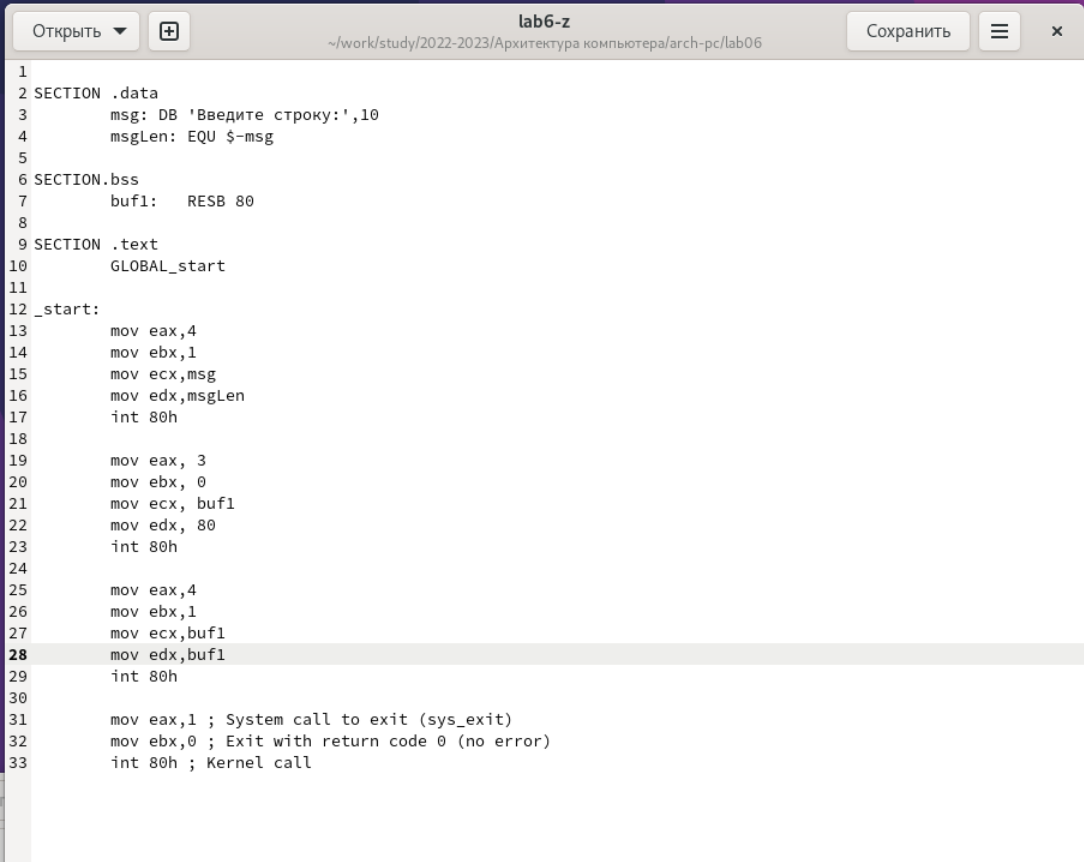 Открыть
lab6-z
~/work/study/2022-2023/Архитектура компьютера/arch-pc/lab06
Сохранить
1
2 SECTION .data
3 msg: DB 'Введите строку:',10
4 msgLen: EQU $-msg
5
6 SECTION.bss
7 buf1: RESB 80
8
9 SECTION .text
10 GLOBAL_start
11
12 _start:
13 mov eax,4
14 mov ebx,1
15 mov ecx,msg
16 mov edx,msgLen
17 int 80h
18
19 mov eax, 3
20 mov ebx, 0
21 mov ecx, buf1
22 mov edx, 80
23 int 80h
24
25 mov eax,4
26 mov ebx,1
27 mov ecx,buf1
28 mov edx,buf1
29 int 80h
30
31 mov eax,1 ; System call to exit (sys_exit)
32 mov ebx,0 ; Exit with return code 0 (no error)
33 int 80h ; Kernel call